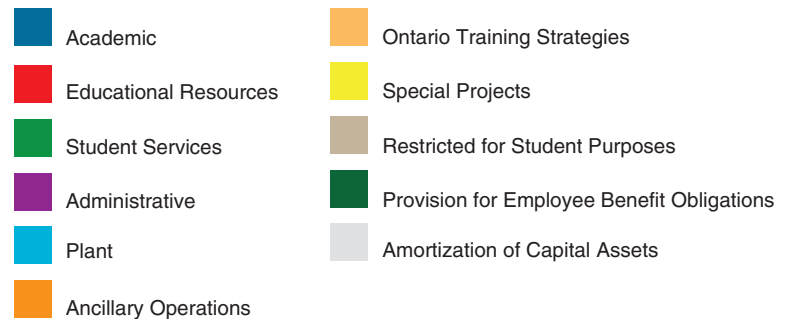 Academic
Educational Resources
Student Services
Administrative
Plant
Ancillary Operations
Ontario Training Strategies
Special Projects
Restricted for Student Purposes
Provision for Employee Benefit Obligations
Amortization of Capital Assets